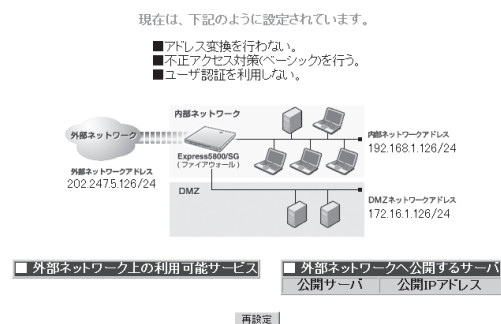 現在は、下記のように設定されています。
■アドレス変換を行わない。
■不正アクセス対策(ベーシック)を行う。
■ユーザ認証を利用しない。
内部ネットワーク
外部ネットワーク
内部ネットワークアドレス
192.168.1.126/24
Express5800/SG
(ファイアウォール)
外部ネットワークアドレス
202.247.5.126/24
DMZ
DMZネットワークアドレス
172.16.1.126/24
■ 外部ネットワーク上の利用可能サービス
■ 外部ネットワークへ公開するサーバ
公開サーバ 公開IPアドレス
再設定